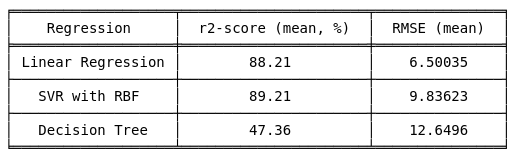 Regression r2-score (mean, %) RMSE (mean)
Linear Regression 88.21 6.50035
SVR with RBF 89.21 9.83623
Decision Tree 47.36 12.6496